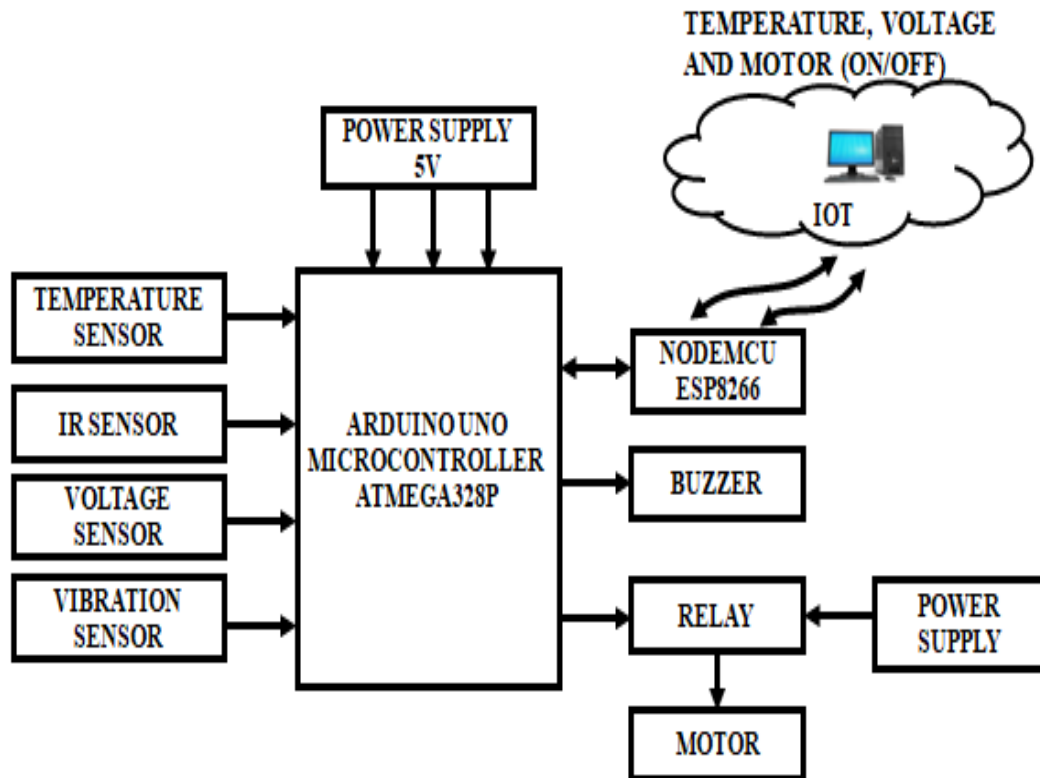 TEMPERATURE, VOLTAGE
AND MOTOR (ON/OFF)
POWER SUPPLY
5V
IOT
TEMPERATURE
SENSOR
IR SENSOR
VOLTAGE
SENSOR
VIBRATION
SENSOR
ARDUINO UNO
MICROCONTROLLER
ATMEGA328P
NODEMCU
ESP8266
BUZZER
RELAY
POWER
SUPPLY
MOTOR